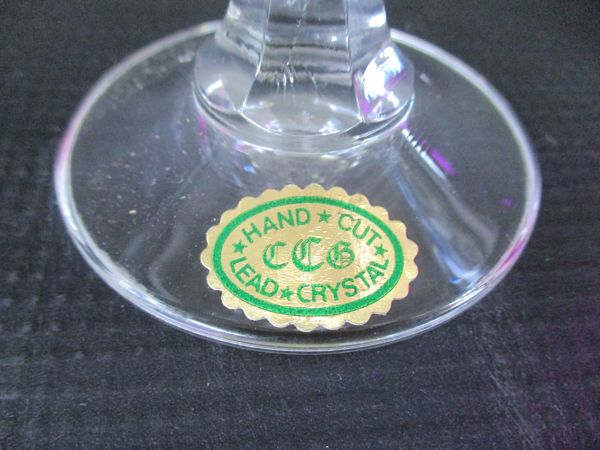 HAND ★ CUT
CCG
★ LEAD ★ CRYSTAL ★